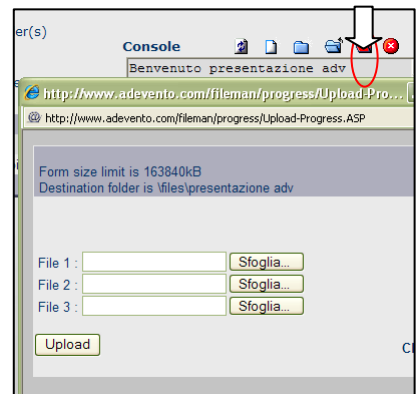 er(s)
Console
Benvenuto presentazione adv
http://www.adevento.com/fileman/progress/Upload-Pro...
http://www.adevento.com/fileman/progress/Upload-Progress.ASP
Form size limit is 163840kB
Destination folder is \files\presentazione adv
File 1 : Sfoglia...
File 2 : Sfoglia...
File 3 : Sfoglia...
Upload